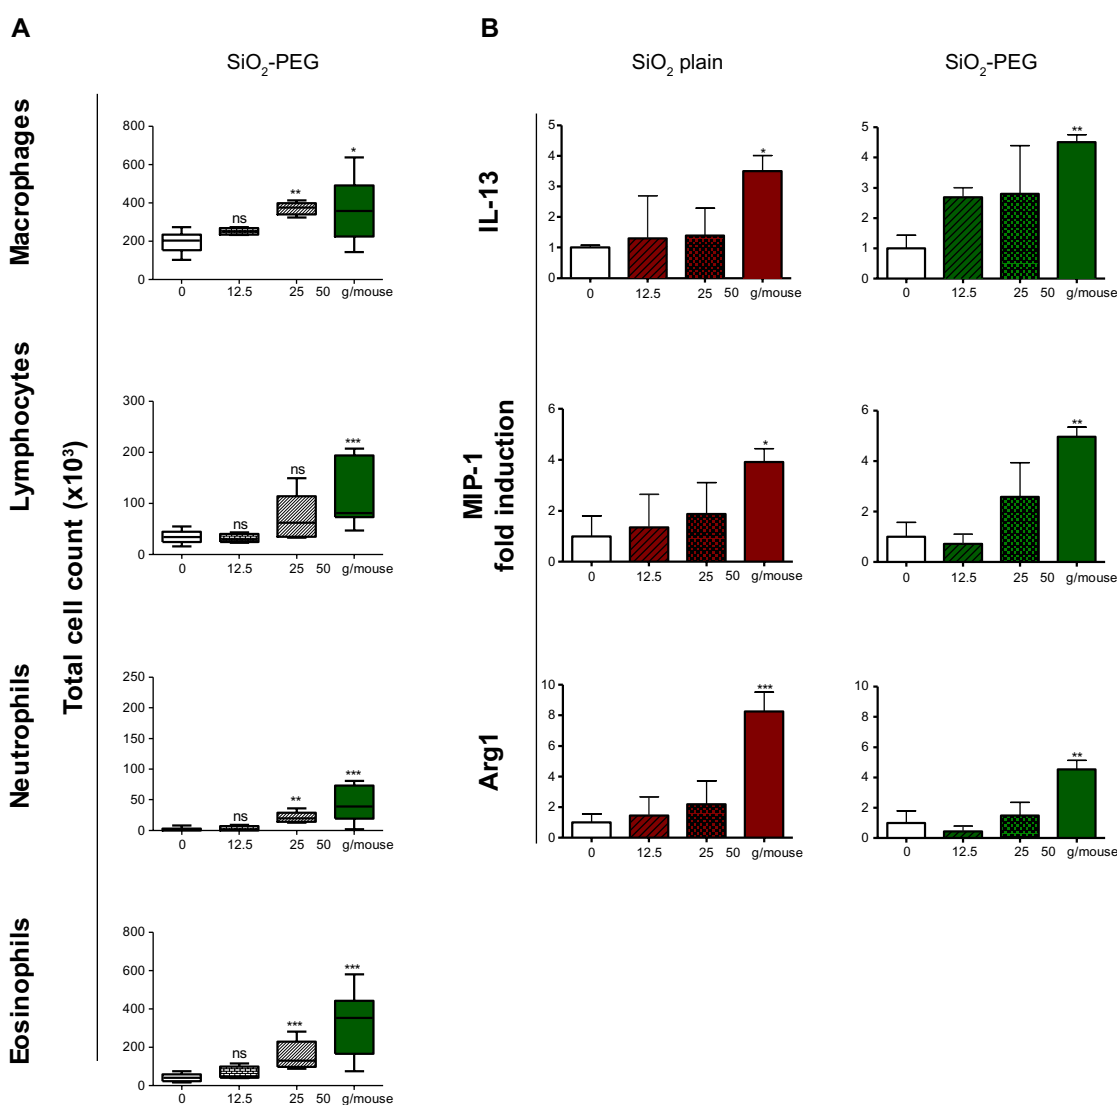 A
SiO2-PEG
Total cell count (x10³)
Macrophages
800
600
400
200
0
ns
**
*
0 12.5 25 50 g/mouse
Lymphocytes
300
200
100
0
ns
ns
***
0 12.5 25 50 g/mouse
Neutrophils
250
200
150
100
50
0
ns
**
***
0 12.5 25 50 g/mouse
Eosinophils
800
600
400
200
0
ns
***
***
0 12.5 25 50 g/mouse
B
SiO2 plain
SiO2-PEG
IL-13
5
4
3
2
1
0
*
0 12.5 25 50 g/mouse
5
4
3
2
1
0
**
0 12.5 25 50 g/mouse
MIP-1
fold induction
6
4
2
0
*
0 12.5 25 50 g/mouse
6
4
2
0
**
0 12.5 25 50 g/mouse
Arg1
10
8
6
4
2
0
***
0 12.5 25 50 g/mouse
10
8
6
4
2
0
**
0 12.5 25 50 g/mouse